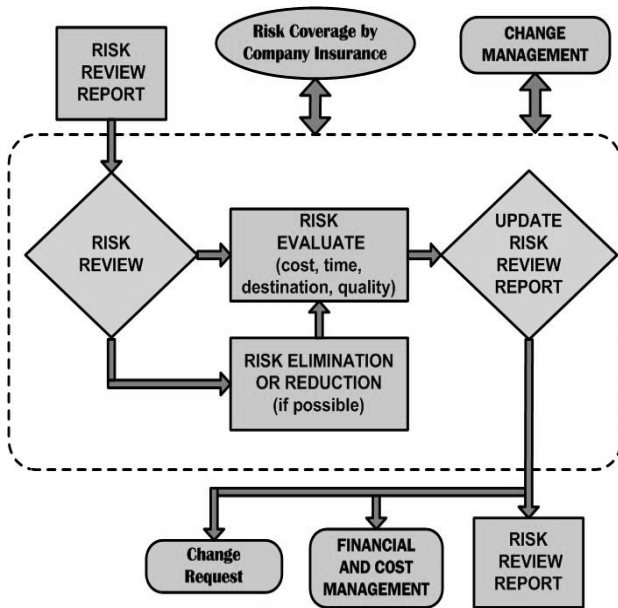 RISK
REVIEW
REPORT
Risk Coverage by
Company Insurance
CHANGE
MANAGEMENT
RISK
REVIEW
RISK
EVALUATE
(cost, time,
destination, quality)
UPDATE
RISK
REVIEW
REPORT
RISK ELIMINATION
OR REDUCTION
(if possible)
Change
Request
FINANCIAL
AND COST
MANAGEMENT
RISK
REVIEW
REPORT